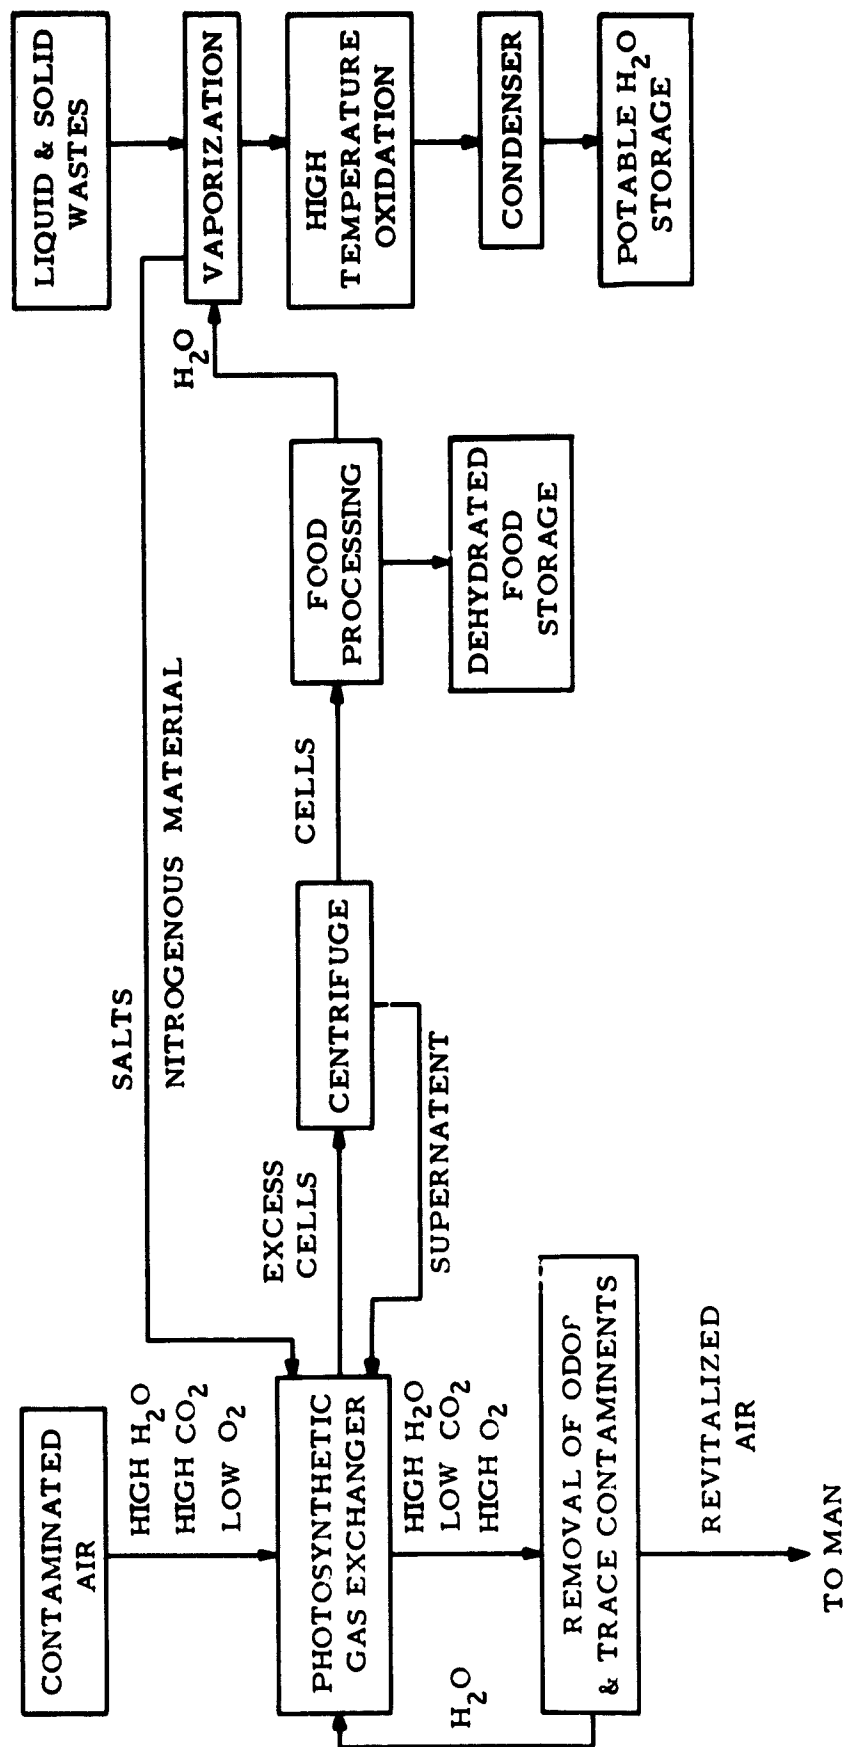 CONTAMINATED
AIR
HIGH H₂O
HIGH CO₂
LOW O₂
PHOTOSYNTHETIC
GAS EXCHANGER
HIGH H₂O
LOW CO₂
HIGH O₂
H₂O
REMOVAL OF ODOR
& TRACE CONTAMINENTS
REVITALIZED
AIR
TO MAN
SALTS
NITROGENOUS MATERIAL
EXCESS
CELLS
CENTRIFUGE
SUPERNATENT
CELLS
FOOD
PROCESSING
DEHYDRATED
FOOD
STORAGE
H₂O
LIQUID & SOLID
WASTES
VAPORIZATION
HIGH
TEMPERATURE
OXIDATION
CONDENSER
POTABLE H₂O
STORAGE